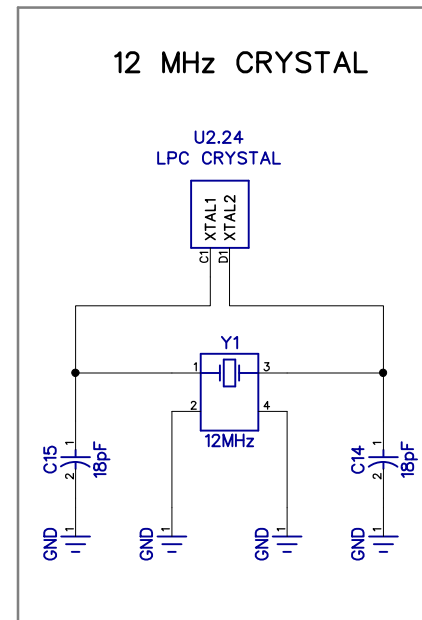 12 MHz CRYSTAL
U2.24
LPC CRYSTAL
XTAL1
XTAL2
C1
D1
Y1
1
3
2
4
12MHz
C15
1
2
18pF
C14
1
2
18pF
GND
1
GND
1
GND
1
GND
1